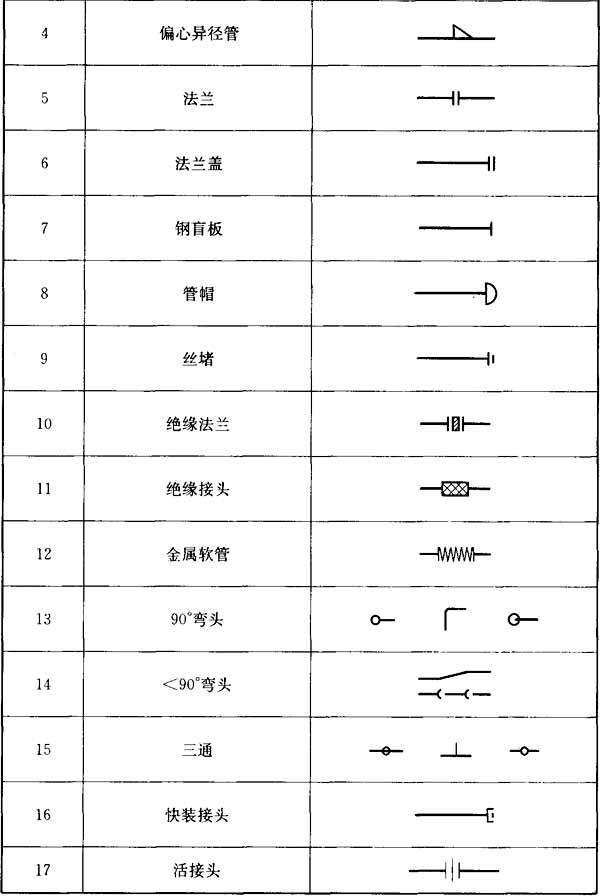 4 偏心异径管
5 法兰
6 法兰盖
7 钢盲板
8 管帽
9 丝堵
10 绝缘法兰
11 绝缘接头
12 金属软管
13 90°弯头
14 <90°弯头
15 三通
16 快装接头
17 活接头